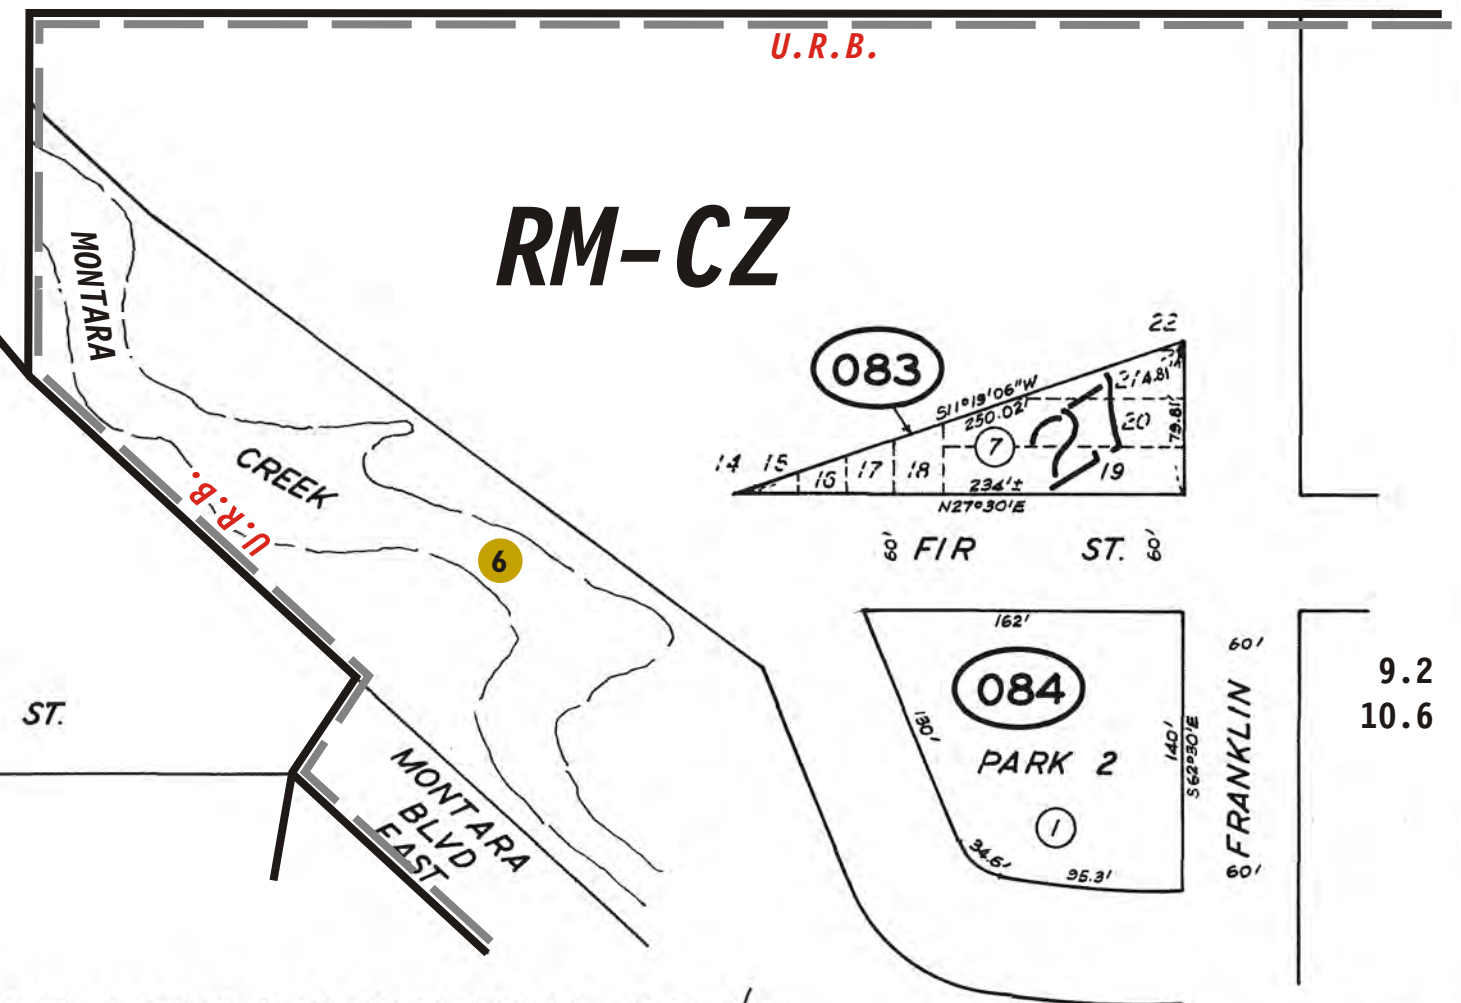 U.R.B.
RM-CZ
MONTARA
CREEK
U.R.B.
6
083
22
S11°19'06"W
250.02'
21
4.81'
20
79.81'
7
27
14 15 16 17 18 19
234'±
N27°30'E
60' FIR ST. 60'
162'
084
130'
PARK 2
140'
S62°30'E
1
34.6'
95.3'
60'
FRANKLIN
60'
9.2
10.6
ST.
MONTARA
BLVD
EAST